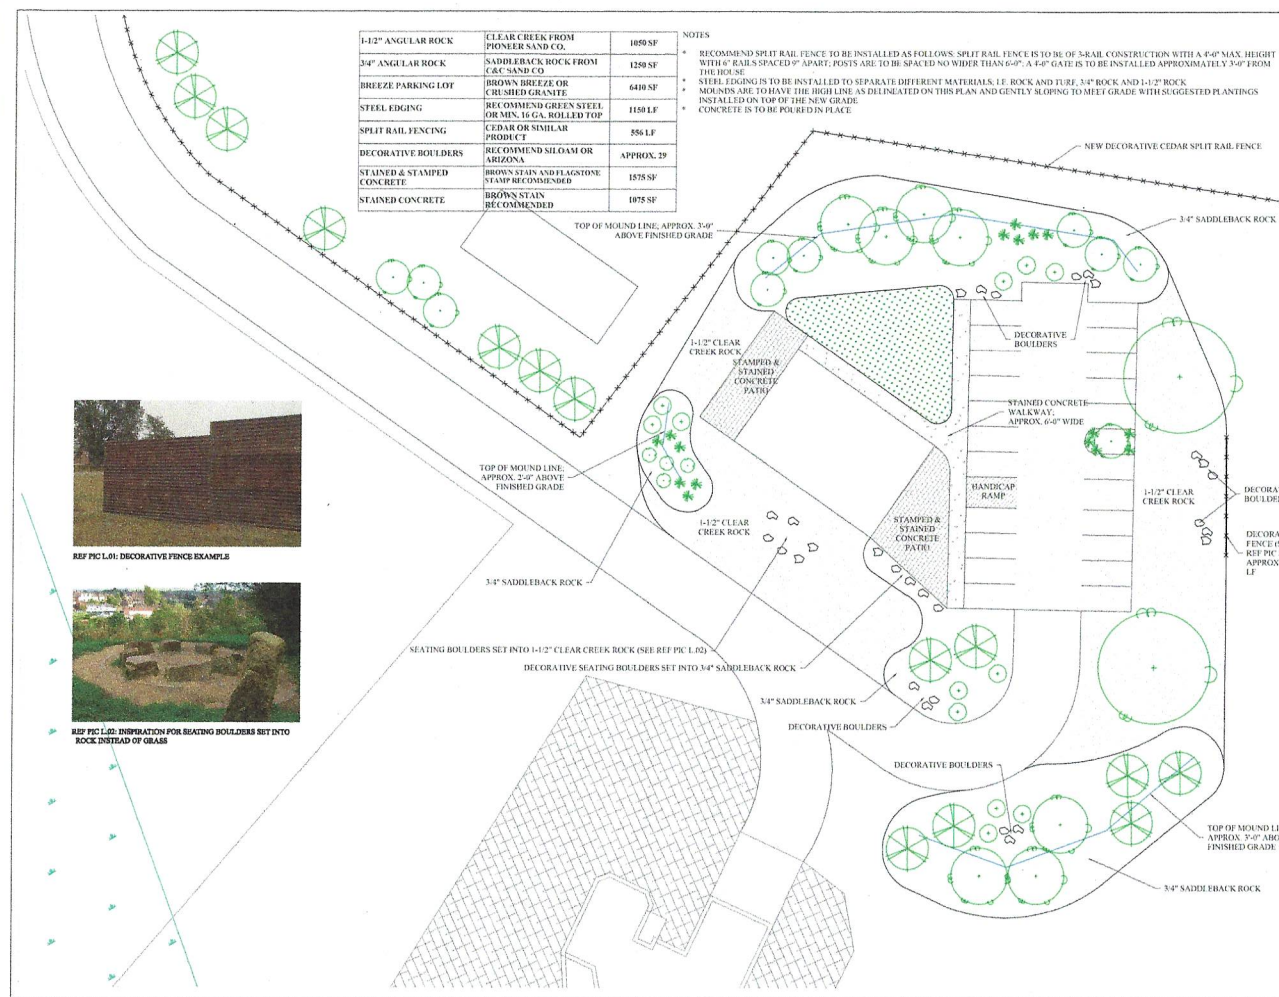 1-1/2" ANGULAR ROCK
CLEAR CREEK FROM
PIONEER SAND CO.
1050 SF
3/4" ANGULAR ROCK
SADDLEBACK ROCK FROM
C&C SAND CO
1250 SF
BREEZE PARKING LOT
BROWN BREEZE OR
CRUSHED GRANITE
6410 SF
STEEL EDGING
RECOMMEND GREEN STEEL
OR MIN. 16 GA. ROLLED TOP
1150 LF
SPLIT RAIL FENCING
CEDAR OR SIMILAR
PRODUCT
556 LF
DECORATIVE BOULDERS
RECOMMEND SILOAM OR
ARIZONA
APPROX. 29
STAINED & STAMPED
CONCRETE
BROWN STAIN AND FLAGSTONE
STAMP RECOMMENDED
1575 SF
STAINED CONCRETE
BROWN STAIN
RECOMMENDED
1075 SF
NOTES
* RECOMMEND SPLIT RAIL FENCE TO BE INSTALLED AS FOLLOWS: SPLIT RAIL FENCE IS TO BE OF 3-RAIL CONSTRUCTION WITH A 4'-0" MAX. HEIGHT
WITH 6" RAILS SPACED 9" APART; POSTS ARE TO BE SPACED NO WIDER THAN 6'-0"; A 4'-0" GATE IS TO BE INSTALLED APPROXIMATELY 3'-0" FROM
THE HOUSE
* STEEL EDGING IS TO BE INSTALLED TO SEPARATE DIFFERENT MATERIALS, I.E. ROCK AND TURF, 3/4" ROCK AND 1-1/2" ROCK
* MOUNDS ARE TO HAVE THE HIGH LINE AS DELINEATED ON THIS PLAN AND GENTLY SLOPING TO MEET GRADE WITH SUGGESTED PLANTINGS
INSTALLED ON TOP OF THE NEW GRADE
* CONCRETE IS TO BE POURED IN PLACE
NEW DECORATIVE CEDAR SPLIT RAIL FENCE
3/4" SADDLEBACK ROCK
TOP OF MOUND LINE; APPROX. 3'-0"
ABOVE FINISHED GRADE
1-1/2" CLEAR
CREEK ROCK
DECORATIVE
BOULDERS
STAMPED &
STAINED
CONCRETE
PATIO
STAINED CONCRETE
WALKWAY;
APPROX. 6'-0" WIDE
TOP OF MOUND LINE;
APPROX. 2'-0" ABOVE
FINISHED GRADE
HANDICAP
RAMP
1-1/2" CLEAR
CREEK ROCK
DECORA
BOULDE
1-1/2" CLEAR
CREEK ROCK
STAMPED &
STAINED
CONCRETE
PATIO
DECORA
FENCE (S
REF PIC
APPROX
LF
REF PIC L.01: DECORATIVE FENCE EXAMPLE
3/4" SADDLEBACK ROCK
SEATING BOULDERS SET INTO 1-1/2" CLEAR CREEK ROCK (SEE REF PIC L.02)
DECORATIVE SEATING BOULDERS SET INTO 3/4" SADDLEBACK ROCK
3/4" SADDLEBACK ROCK
DECORATIVE BOULDERS
REF PIC L.02: INSPIRATION FOR SEATING BOULDERS SET INTO
ROCK INSTEAD OF GRASS
DECORATIVE BOULDERS
TOP OF MOUND LI
APPROX. 3'-0" ABO
FINISHED GRADE
3/4" SADDLEBACK ROCK